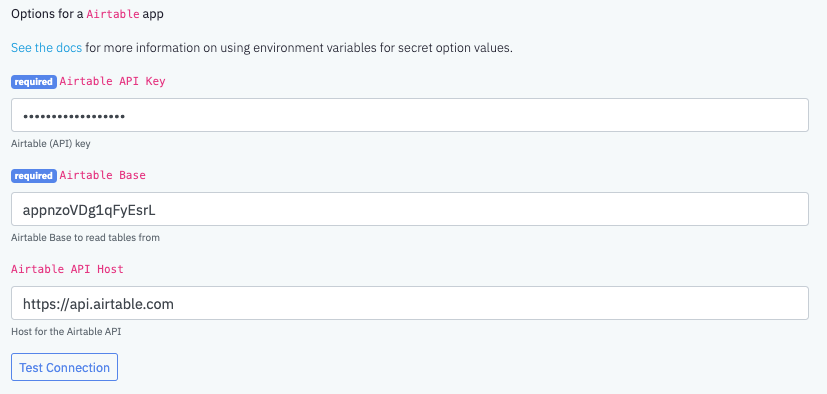 Options for a Airtable app
See the docs for more information on using environment variables for secret option values.
required Airtable API Key
••••••••••••••••••
Airtable (API) key
required Airtable Base
appnzoVDg1qFyEsrL
Airtable Base to read tables from
Airtable API Host
https://api.airtable.com
Host for the Airtable API
Test Connection